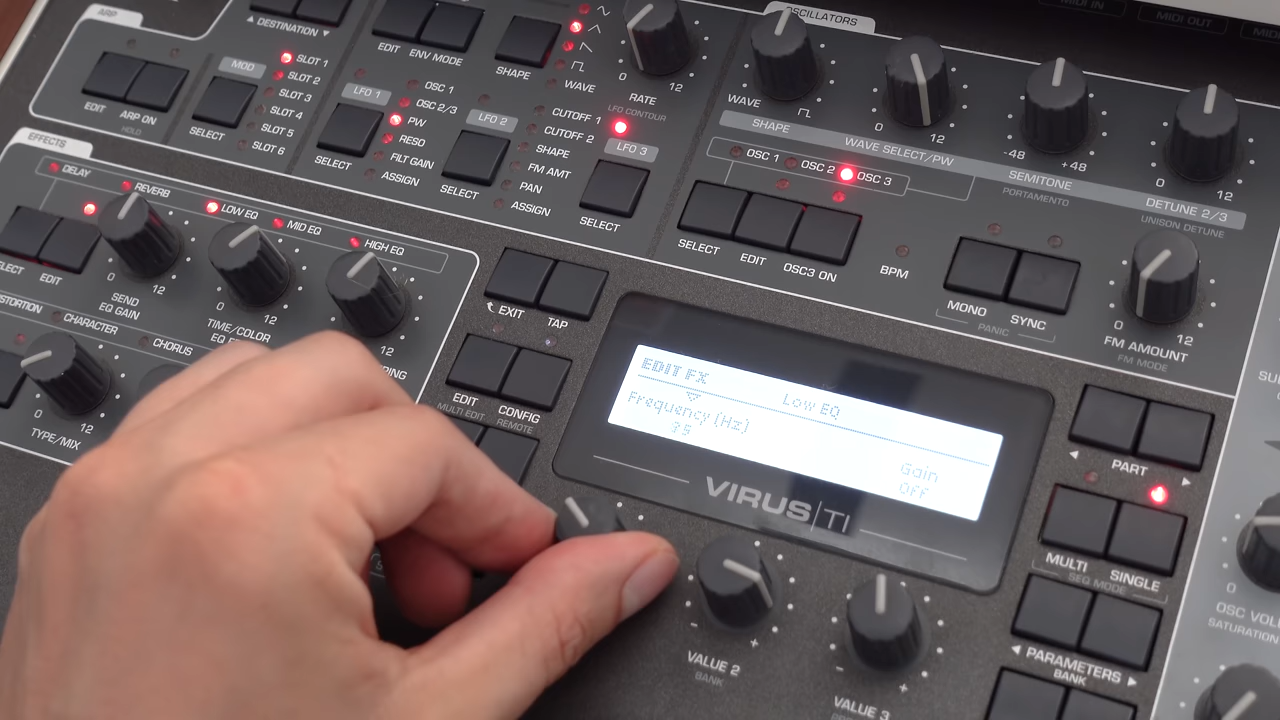 ARP
EDIT
ARP ON
HOLD
▲ DESTINATION ▼
MOD
SELECT
SLOT 1
SLOT 2
SLOT 3
SLOT 4
SLOT 5
SLOT 6
EDIT
ENV MODE
SHAPE
WAVE
0
RATE
12
LFO CONTOUR
LFO 1
SELECT
OSC 1
OSC 2/3
PW
RESO
FILT GAIN
ASSIGN
LFO 2
SELECT
CUTOFF 1
CUTOFF 2
SHAPE
FM AMT
PAN
ASSIGN
LFO 3
SELECT
OSCILLATORS
WAVE
SHAPE
0
12
WAVE SELECT/PW
-48
+48
SEMITONE
PORTAMENTO
0
12
DETUNE 2/3
UNISON DETUNE
OSC 1
OSC 2
OSC 3
SELECT
EDIT
OSC3 ON
BPM
MONO
SYNC
PANIC
0
12
FM AMOUNT
FM MODE
MIDI IN
MIDI OUT
EFFECTS
DELAY
REVERB
LOW EQ
MID EQ
HIGH EQ
EDIT
0
12
SEND
EQ GAIN
0
12
TIME/COLOR
12
CHARACTER
CHORUS
0
12
TYPE/MIX
EXIT
TAP
EDIT
MULTI EDIT
CONFIG
REMOTE
EDIT FX
Low EQ
Frequency(Hz)
75
Gain
Off
VIRUS|TI
◀ PART ▶
MULTI
SINGLE
SEQ MODE
◀ PARAMETERS ▶
BANK
-
+
VALUE 2
BANK
-
+
VALUE 3
0